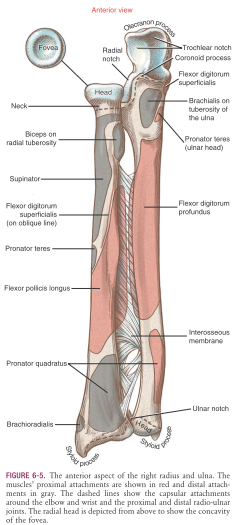 Anterior view
Olecranon process
Fovea
Radial
notch
Trochlear notch
Coronoid process
Flexor digitorum
superficialis
Head
Neck
Brachialis on
tuberosity of
the ulna
Biceps on
radial tuberosity
Pronator teres
(ulnar head)
Supinator
Flexor digitorum
superficialis
(on oblique line)
Flexor digitorum
profundus
Pronator teres
Flexor pollicis longus
Interosseous
membrane
Pronator quadratus
Ulnar notch
Brachioradialis
Head
Styloid process
Styloid process
FIGURE 6-5. The anterior aspect of the right radius and ulna. The
muscles' proximal attachments are shown in red and distal attach-
ments in gray. The dashed lines show the capsular attachments
around the elbow and wrist and the proximal and distal radio-ulnar
joints. The radial head is depicted from above to show the concavity
of the fovea.